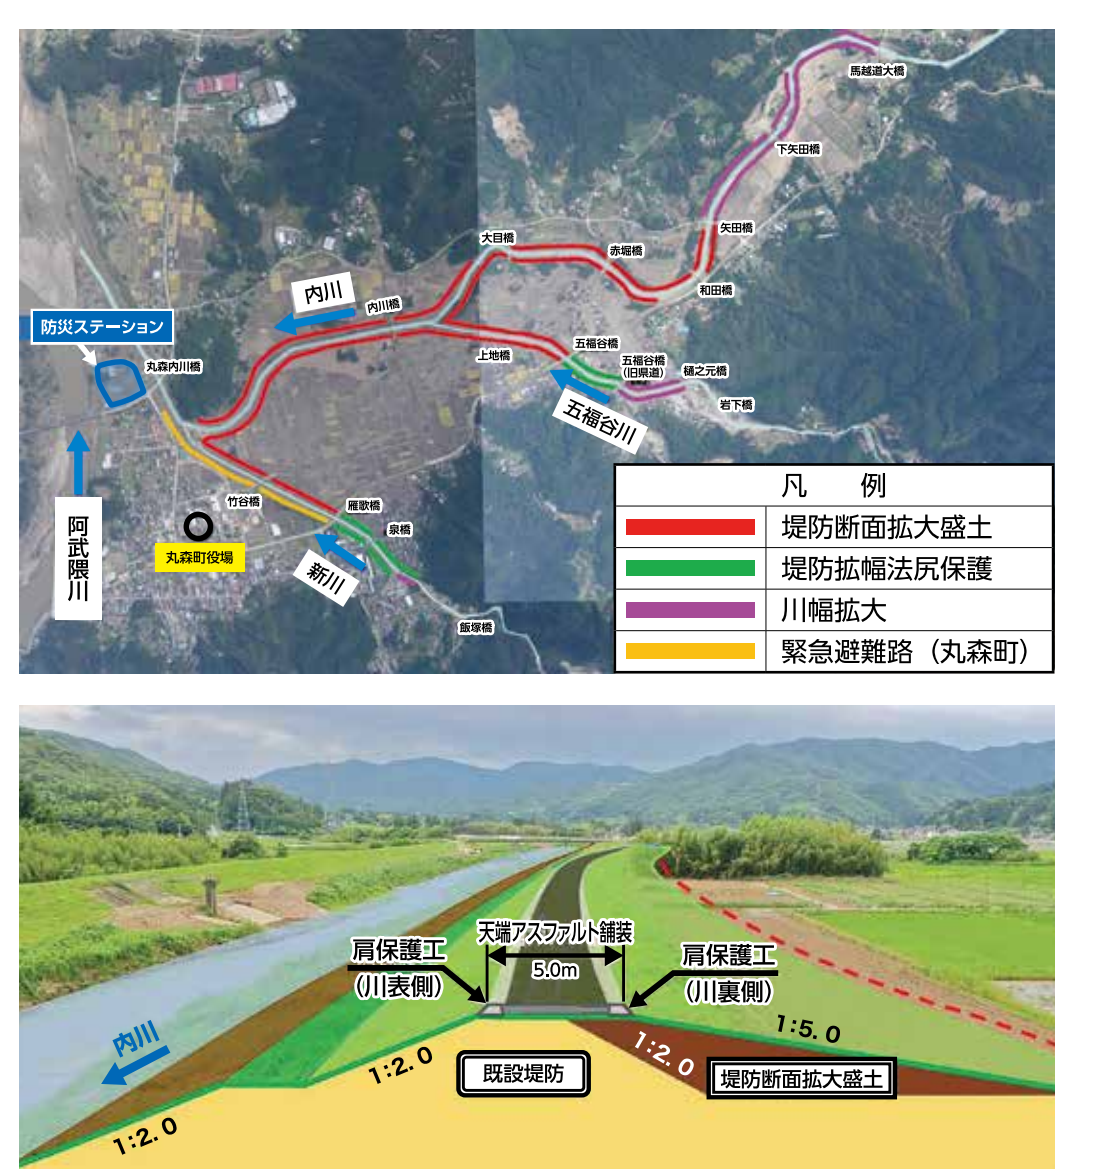 馬越道大橋
下矢田橋
矢田橋
大目橋
赤堀橋
和田橋
内川
内川橋
防災ステーション
丸森内川橋
上地橋
五福谷橋
五福谷橋
(旧県道)
樋之元橋
岩下橋
五福谷川
阿武隈川
竹谷橋
雁歌橋
泉橋
丸森町役場
新川
飯塚橋
凡 例
堤防断面拡大盛土
堤防拡幅法尻保護
川幅拡大
緊急避難路（丸森町）
天端アスファルト舗装
5.0m
肩保護工
(川表側)
肩保護工
(川裏側)
内川
1:2.0
1:2.0
既設堤防
1:2.0
1:5.0
堤防断面拡大盛土